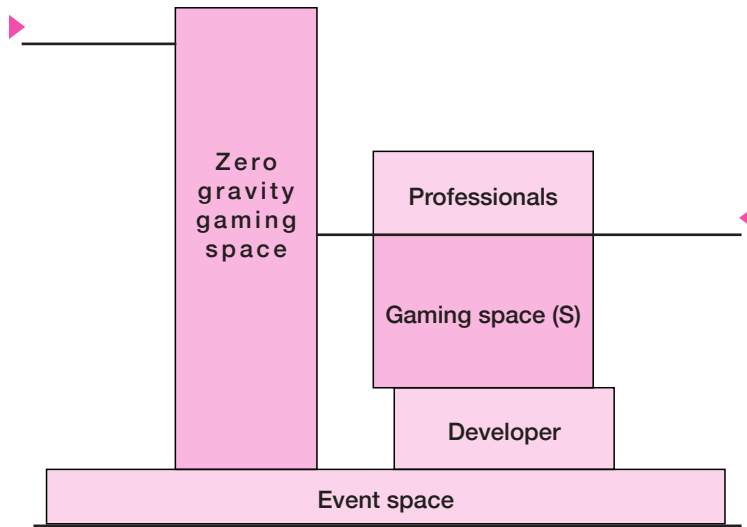 Zero
gravity
gaming
space
Professionals
Gaming space (S)
Developer
Event space